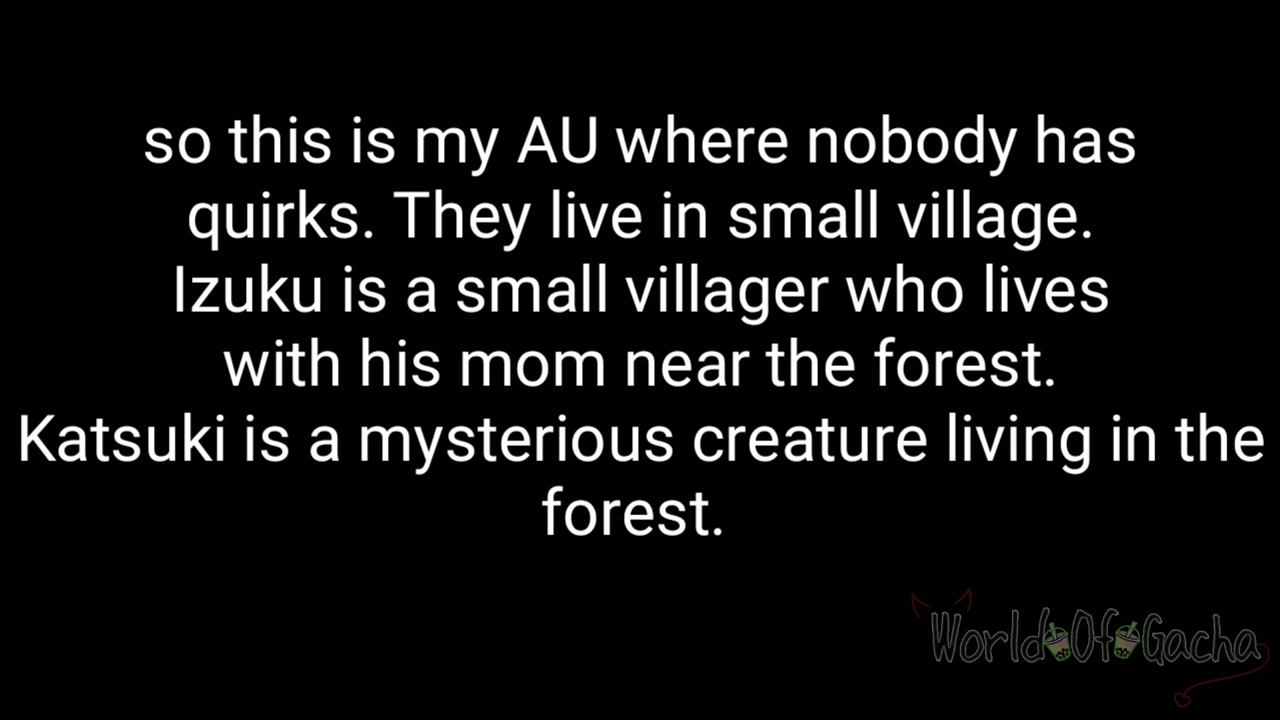 so this is my AU where nobody has
quirks. They live in small village.
Izuku is a small villager who lives
with his mom near the forest.
Katsuki is a mysterious creature living in the
forest.
WorldOfGacha